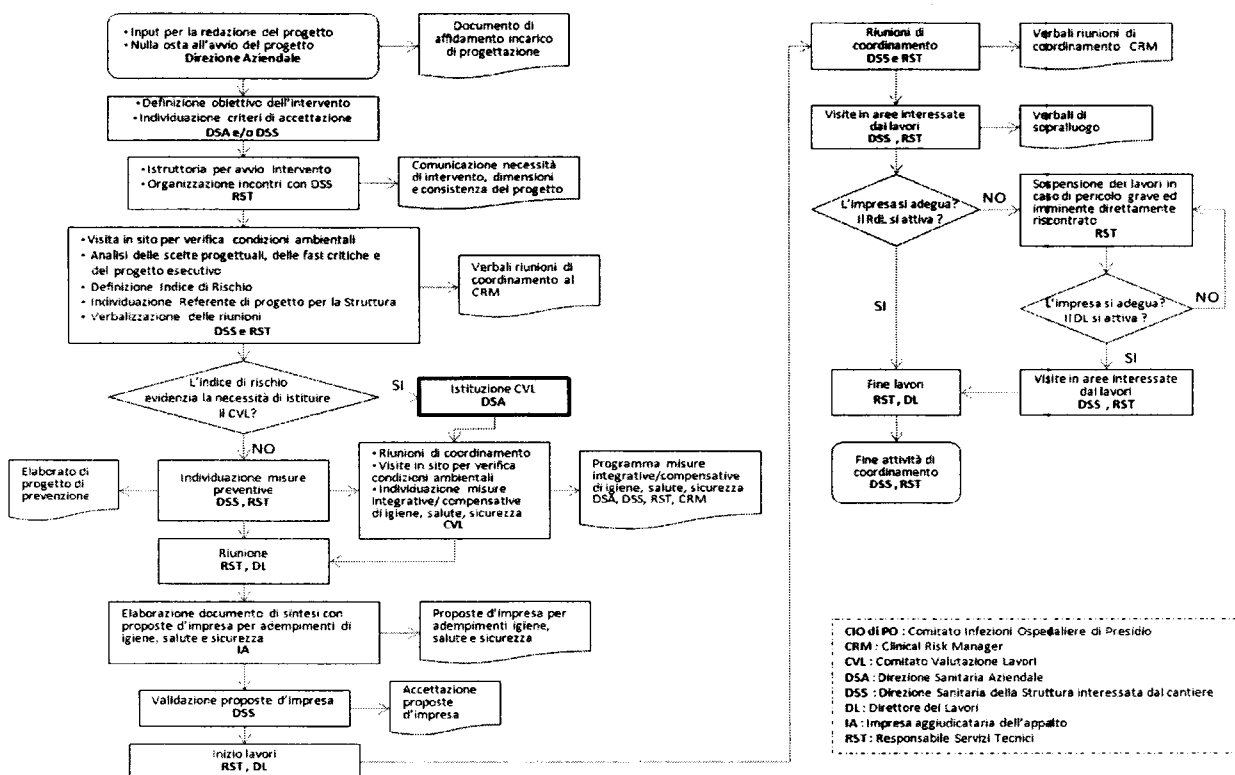 • Input per la redazione del progetto
• Nulla osta all'avvio del progetto
Direzione Aziendale
Documento di
affidamento incarico
di progettazione
• Definizione obiettivo dell'intervento
• Individuazione criteri di accettazione
DSA e/o DSS
• Istruttoria per avvio Intervento
• Organizzazione incontri con DSS
RST
Comunicazione necessità
di intervento, dimensioni
e consistenza del progetto
• Visita in sito per verifica condizioni ambientali
• Analisi delle scelte progettuali, delle fasi critiche e
del progetto esecutivo
• Definizione Indice di Rischio
• Individuazione Referente di progetto per la Struttura
• Verbalizzazione delle riunioni
DSS e RST
Verbali riunioni di
coordinamento al
CRM
L'indice di rischio
evidenzia la necessità di istituire
il CVL?
SI
Istituzione CVL
DSA
NO
Elaborato di
progetto di
prevenzione
Individuazione misure
preventive
DSS, RST
• Riunioni di coordinamento
• Visite in sito per verifica
condizioni ambientali
• Individuazione misure
integrative/ compensative
di igiene, salute, sicurezza
CVL
Programma misure
integrative/compensative
di igiene, salute, sicurezza
DSA, DSS, RST, CRM
Riunione
RST, DL
Elaborazione documento di sintesi con
proposte d'impresa per adempimenti di
igiene, salute e sicurezza
IA
Proposte d'impresa per
adempimenti igiene,
salute e sicurezza
Validazione proposte d'impresa
DSS
Accettazione
proposte
d'impresa
Inizio lavori
RST, DL
Riunioni di
coordinamento
DSS e RST
Verbali riunioni di
coordinamento CRM
Visite in aree interessate
dai lavori
DSS, RST
Verbali di
sopralluogo
L'impresa si adegua?
Il RdL si attiva?
NO
Sospensione dei lavori in
caso di pericolo grave ed
imminente direttamente
riscontrato
RST
SI
L'impresa si adegua?
Il DL si attiva?
NO
SI
Fine lavori
RST, DL
Visite in aree interessate
dai lavori
DSS, RST
Fine attività di
coordinamento
DSS, RST
CIO di PO : Comitato Infezioni Ospedaliere di Presidio
CRM : Clinical Risk Manager
CVL : Comitato Valutazione Lavori
DSA : Direzione Sanitaria Aziendale
DSS : Direzione Sanitaria della Struttura interessata dal cantiere
DL : Direttore dei Lavori
IA : Impresa aggiudicataria dell'appalto
RST : Responsabile Servizi Tecnici